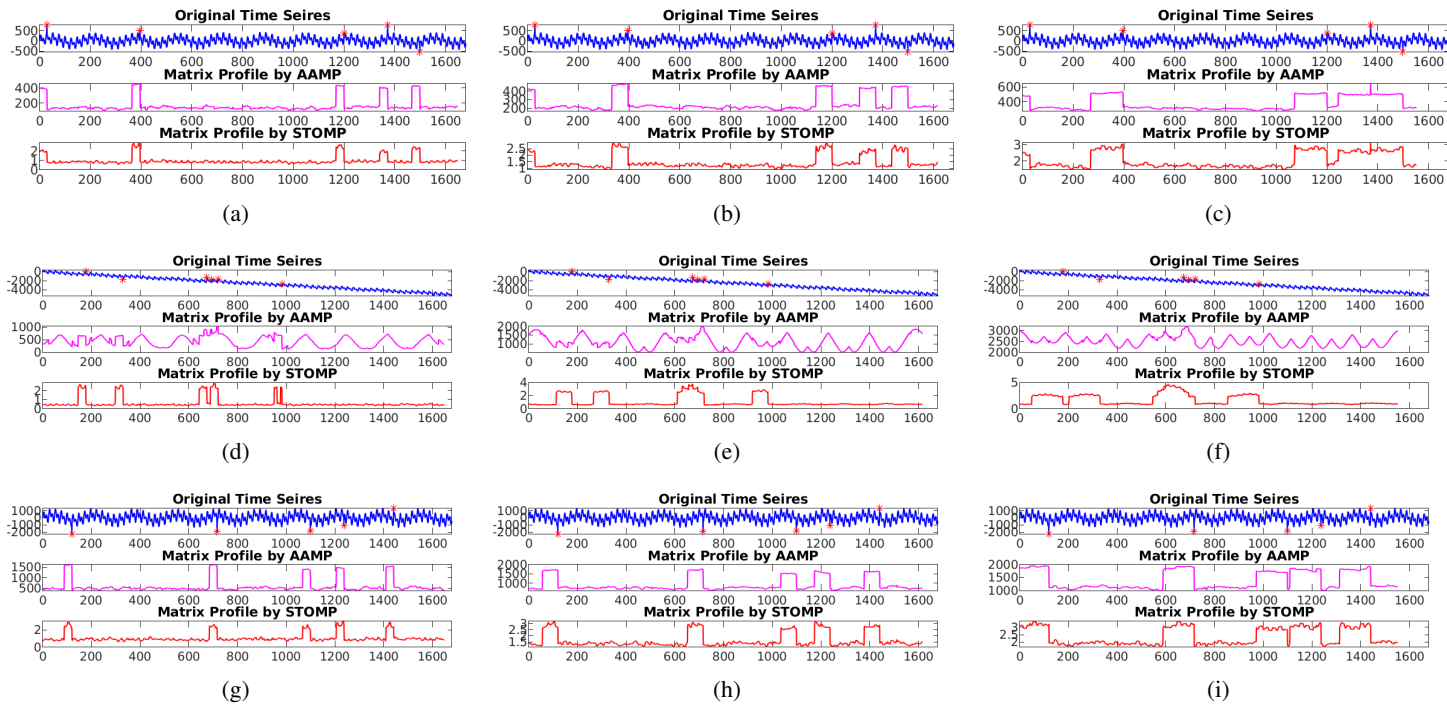 Original Time Seires
500
-500
0 200 400 600 800 1000 1200 1400 1600
Matrix Profile by AAMP
400
200
0 200 400 600 800 1000 1200 1400 1600
Matrix Profile by STOMP
2
1
0
0 200 400 600 800 1000 1200 1400 1600
(a)
Original Time Seires
500
0
-500
0 200 400 600 800 1000 1200 1400 1600
Matrix Profile by AAMP
400
300
200
0 200 400 600 800 1000 1200 1400 1600
Matrix Profile by STOMP
2.5
2
1.5
1
0 200 400 600 800 1000 1200 1400 1600
(b)
Original Time Seires
500
0
-500
0 200 400 600 800 1000 1200 1400 1600
Matrix Profile by AAMP
600
400
0 200 400 600 800 1000 1200 1400 1600
Matrix Profile by STOMP
3
2
0 200 400 600 800 1000 1200 1400 1600
(c)
Original Time Seires
0
-2000
-4000
0 200 400 600 800 1000 1200 1400 1600
Matrix Profile by AAMP
1000
500
0
0 200 400 600 800 1000 1200 1400 1600
Matrix Profile by STOMP
2
1
0
0 200 400 600 800 1000 1200 1400 1600
(d)
Original Time Seires
0
-2000
-4000
0 200 400 600 800 1000 1200 1400 1600
Matrix Profile by AAMP
2000
1500
1000
0 200 400 600 800 1000 1200 1400 1600
Matrix Profile by STOMP
4
2
0
0 200 400 600 800 1000 1200 1400 1600
(e)
Original Time Seires
0
-2000
-4000
0 200 400 600 800 1000 1200 1400 1600
Matrix Profile by AAMP
3000
2500
2000
0 200 400 600 800 1000 1200 1400 1600
Matrix Profile by STOMP
5
0
0 200 400 600 800 1000 1200 1400 1600
(f)
Original Time Seires
1000
0
-1000
-2000
0 200 400 600 800 1000 1200 1400 1600
Matrix Profile by AAMP
1500
1000
500
0 200 400 600 800 1000 1200 1400 1600
Matrix Profile by STOMP
2
0
0 200 400 600 800 1000 1200 1400 1600
(g)
Original Time Seires
1000
0
-1000
-2000
0 200 400 600 800 1000 1200 1400 1600
Matrix Profile by AAMP
1500
1000
0 200 400 600 800 1000 1200 1400 1600
Matrix Profile by STOMP
3
2.5
2
1.5
0 200 400 600 800 1000 1200 1400 1600
(h)
Original Time Seires
1000
0
-1000
-2000
0 200 400 600 800 1000 1200 1400 1600
Matrix Profile by AAMP
2000
1500
1000
0 200 400 600 800 1000 1200 1400 1600
Matrix Profile by STOMP
3
2.5
2
0 200 400 600 800 1000 1200 1400 1600
(i)